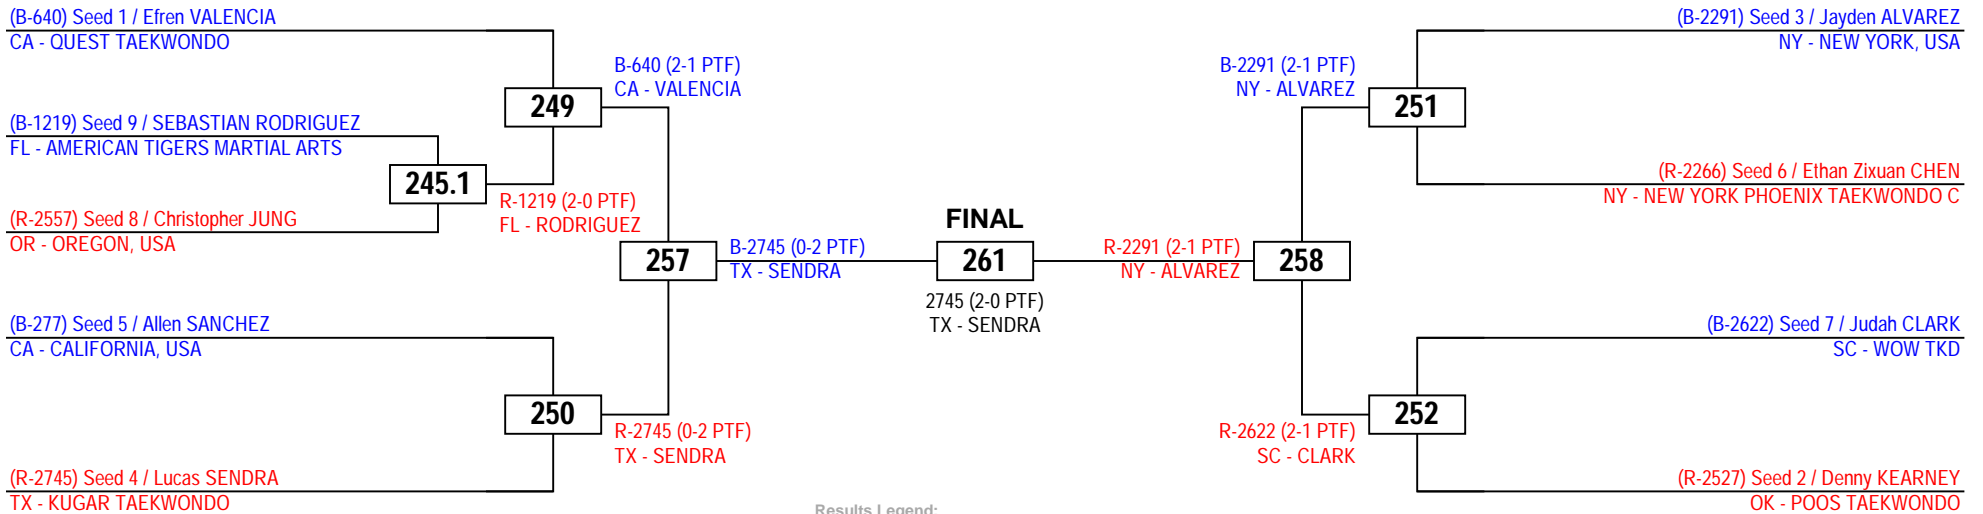 (B-640) Seed 1 / Efren VALENCIA
CA - QUEST TAEKWONDO
(B-1219) Seed 9 / SEBASTIAN RODRIGUEZ
FL - AMERICAN TIGERS MARTIAL ARTS
(R-2557) Seed 8 / Christopher JUNG
OR - OREGON, USA
(B-277) Seed 5 / Allen SANCHEZ
CA - CALIFORNIA, USA
(R-2745) Seed 4 / Lucas SENDRA
TX - KUGAR TAEKWONDO
245.1
R-1219 (2-0 PTF)
FL - RODRIGUEZ
249
B-640 (2-1 PTF)
CA - VALENCIA
250
R-2745 (0-2 PTF)
TX - SENDRA
257
B-2745 (0-2 PTF)
TX - SENDRA
FINAL
261
2745 (2-0 PTF)
TX - SENDRA
R-2291 (2-1 PTF)
NY - ALVAREZ
258
B-2291 (2-1 PTF)
NY - ALVAREZ
251
R-2622 (2-1 PTF)
SC - CLARK
252
(B-2291) Seed 3 / Jayden ALVAREZ
NY - NEW YORK, USA
(R-2266) Seed 6 / Ethan Zixuan CHEN
NY - NEW YORK PHOENIX TAEKWONDO C
(B-2622) Seed 7 / Judah CLARK
SC - WOW TKD
(R-2527) Seed 2 / Denny KEARNEY
OK - POOS TAEKWONDO
Results Legend: